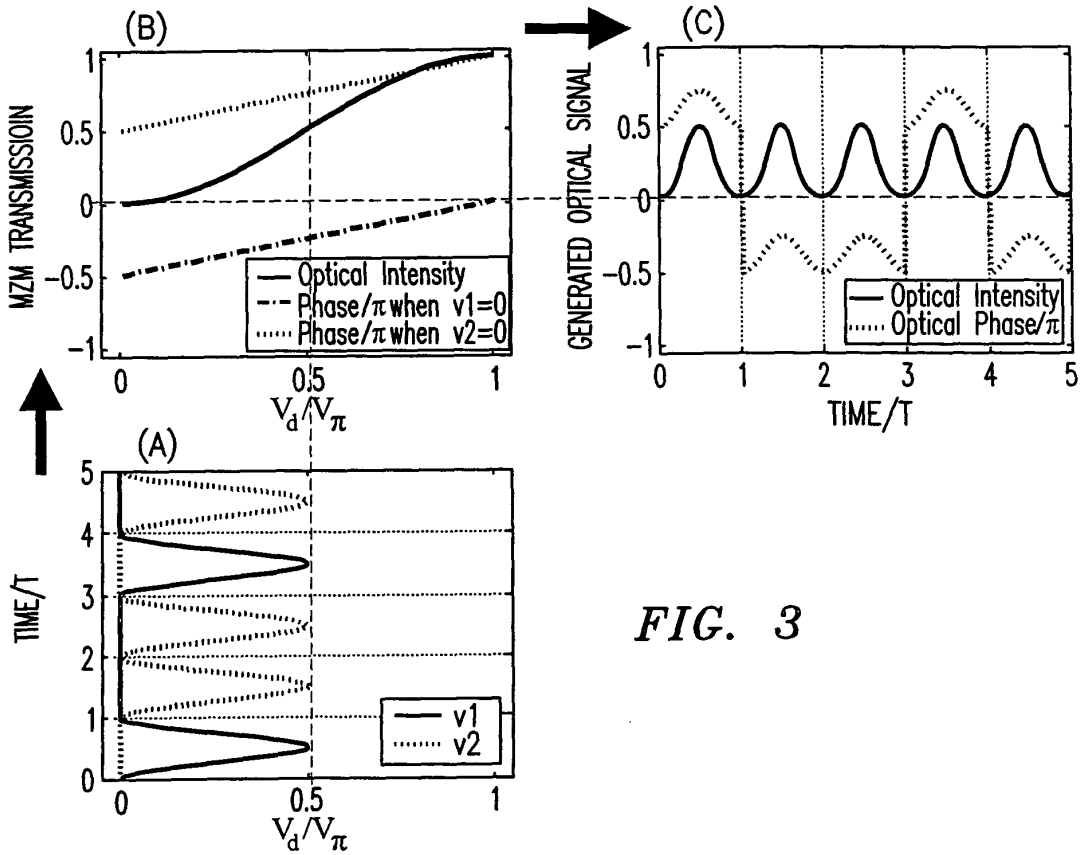 (B)
MZM TRANSMISSIOIN
1
0.5
0
-0.5
-1
Optical Intensity
Phase/π when v1=0
Phase/π when v2=0
0
0.5
1
Vd/Vπ
(C)
GENERATED OPTICAL SIGNAL
1
0.5
0
-0.5
-1
Optical Intensity
Optical Phase/π
0
1
2
3
4
5
TIME/T
(A)
TIME/T
5
4
3
2
1
0
v1
v2
0
0.5
1
Vd/Vπ
FIG. 3